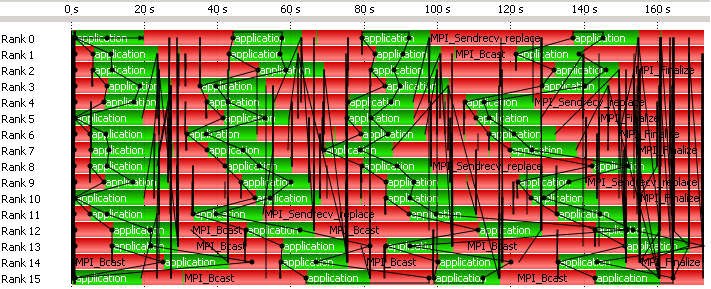 0 s 20 s 40 s 60 s 80 s 100 s 120 s 140 s 160 s
Rank 0 application application application MPI_Sendrecv_replace application
Rank 1 application application application MPI_Bcast application
Rank 2 application application application application MPI_Finalize
Rank 3 application application application application
Rank 4 application application application application MPI_Sendrecv_replace
Rank 5 application application application application MPI_Finalize
Rank 6 application application application application MPI_Finalize
Rank 7 application application application application MPI_Finalize
Rank 8 application application application MPI_Sendrecv_replace application
Rank 9 application application application application MPI_Sendrecv_replace
Rank 10 application application application application MPI_Finalize
Rank 11 application application MPI_Sendrecv_replace application application
Rank 12 application MPI_Bcast application MPI_Bcast application application
Rank 13 application MPI_Bcast application application application
Rank 14 MPI_Bcast application application MPI_Bcast application application MPI_Finalize
Rank 15 application MPI_Bcast application application MPI_Bcast application